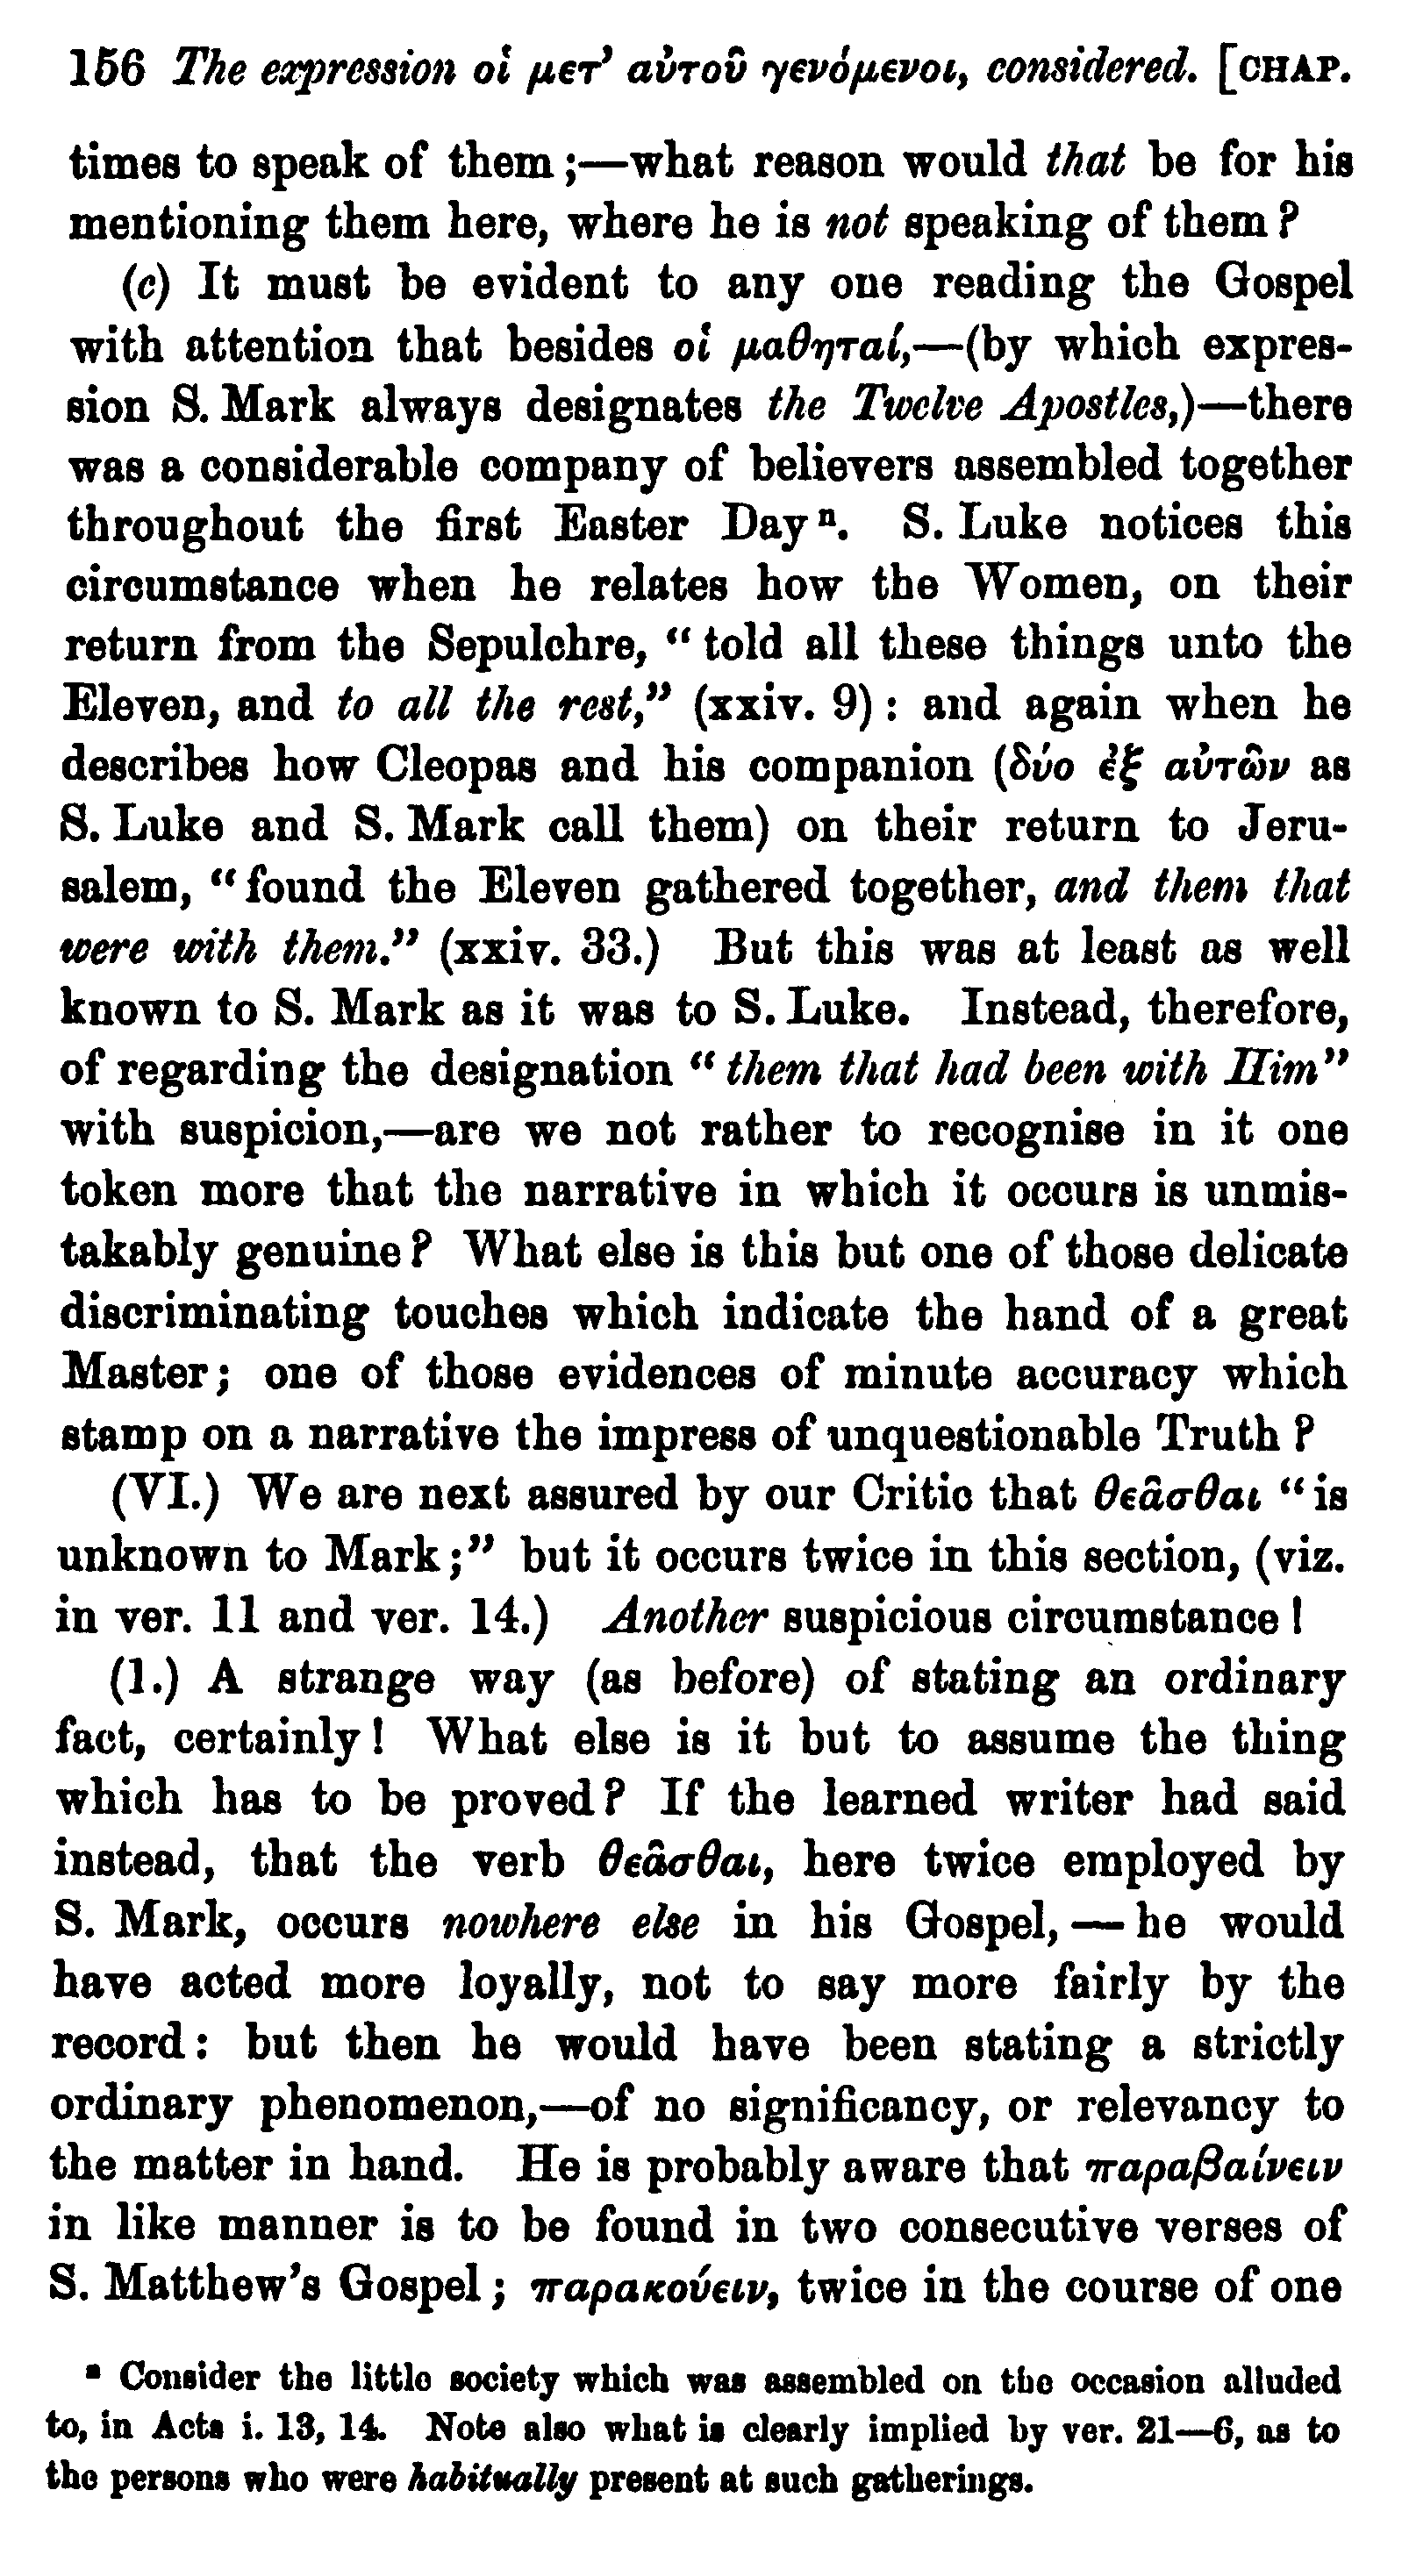 156 The expression οἱ μετ’ αὐτοῦ γενόμενοι, considered. [CHAP.
times to speak of them ;—what reason would that be for his
mentioning them here, where he is not speaking of them ?
(c) It must be evident to any one reading the Gospel
with attention that besides οἱ μαθηταί,—(by which expres-
sion S. Mark always designates the Twelve Apostles,)—there
was a considerable company of believers assembled together
throughout the first Easter Day ⁿ. S. Luke notices this
circumstance when he relates how the Women, on their
return from the Sepulchre, “ told all these things unto the
Eleven, and to all the rest,” (xxiv. 9) : and again when he
describes how Cleopas and his companion (δύο ἐξ αὐτῶν as
S. Luke and S. Mark call them) on their return to Jeru-
salem, “ found the Eleven gathered together, and them that
were with them.” (xxiv. 33.) But this was at least as well
known to S. Mark as it was to S. Luke. Instead, therefore,
of regarding the designation “ them that had been with Him”
with suspicion,—are we not rather to recognise in it one
token more that the narrative in which it occurs is unmis-
takably genuine ? What else is this but one of those delicate
discriminating touches which indicate the hand of a great
Master ; one of those evidences of minute accuracy which
stamp on a narrative the impress of unquestionable Truth ?
(VI.) We are next assured by our Critic that θεᾶσθαι “ is
unknown to Mark ;” but it occurs twice in this section, (viz.
in ver. 11 and ver. 14.) Another suspicious circumstance !
(1.) A strange way (as before) of stating an ordinary
fact, certainly ! What else is it but to assume the thing
which has to be proved ? If the learned writer had said
instead, that the verb θεᾶσθαι, here twice employed by
S. Mark, occurs nowhere else in his Gospel, — he would
have acted more loyally, not to say more fairly by the
record : but then he would have been stating a strictly
ordinary phenomenon,—of no significancy, or relevancy to
the matter in hand. He is probably aware that παραβαίνειν
in like manner is to be found in two consecutive verses of
S. Matthew’s Gospel ; παρακούειν, twice in the course of one
ⁿ Consider the little society which was assembled on the occasion alluded
to, in Acts i. 13, 14. Note also what is clearly implied by ver. 21—6, as to
the persons who were habitually present at such gatherings.